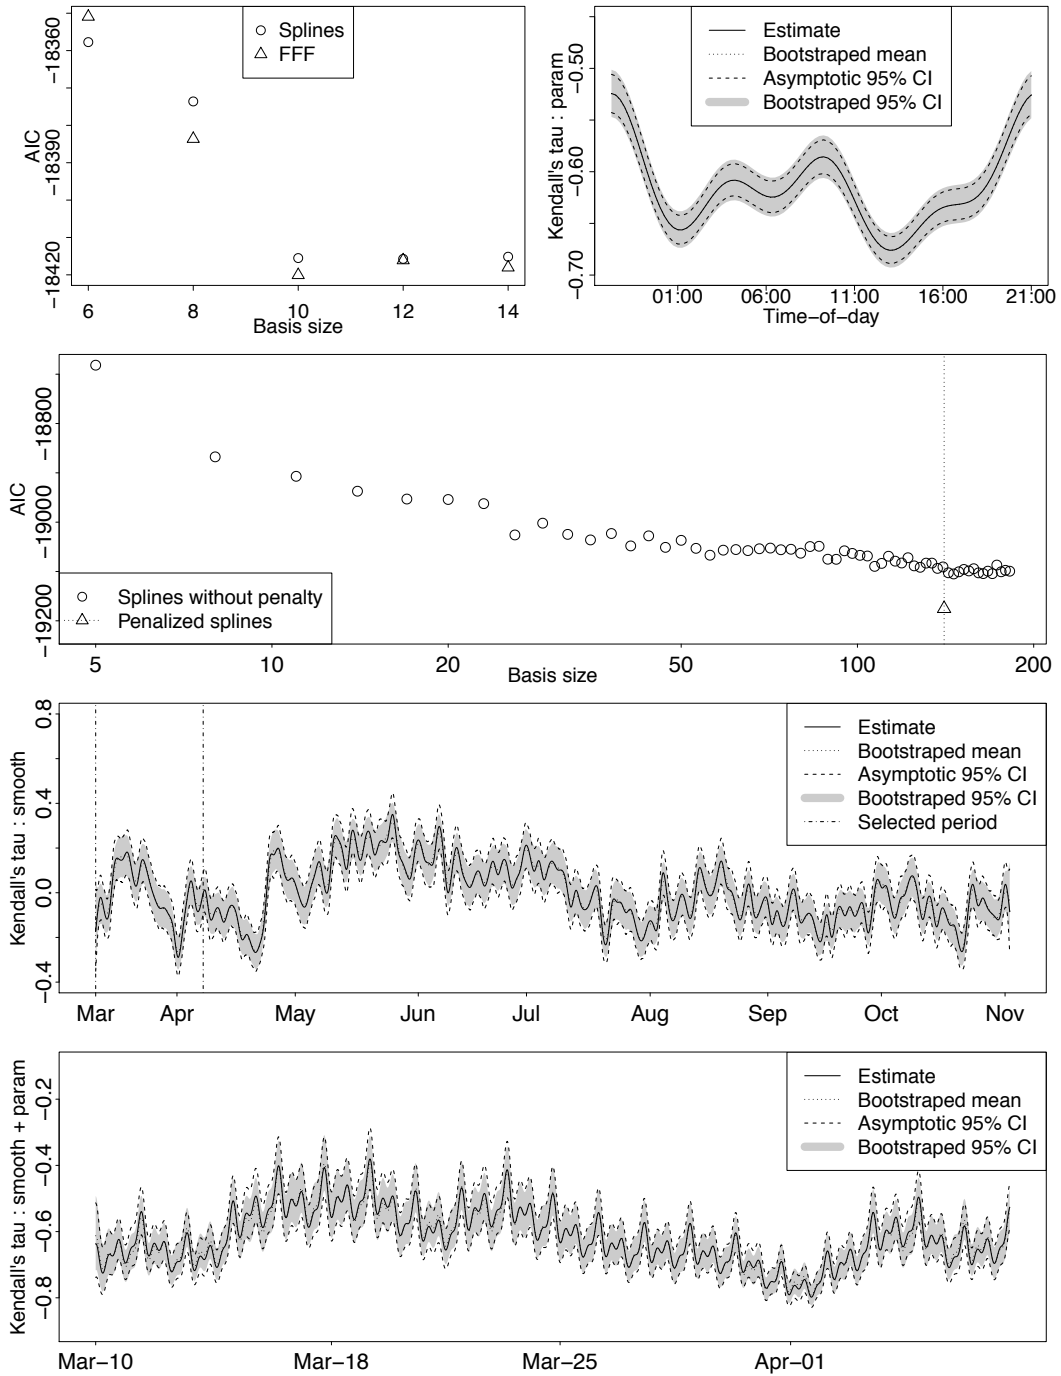 Splines
FFF
−18360
−18390
−18420
AIC
6
8
10
12
14
Basis size
Estimate
Bootstraped mean
Asymptotic 95% CI
Bootstraped 95% CI
−0.50
−0.60
−0.70
Kendall's tau : param
01:00
06:00
11:00
16:00
21:00
Time−of−day
−18800
−19000
−19200
AIC
Splines without penalty
Penalized splines
5
10
20
50
100
200
Basis size
0.8
0.4
0.0
−0.4
Kendall's tau : smooth
Estimate
Bootstraped mean
Asymptotic 95% CI
Bootstraped 95% CI
Selected period
Mar
Apr
May
Jun
Jul
Aug
Sep
Oct
Nov
−0.2
−0.4
−0.6
−0.8
Kendall's tau : smooth + param
Estimate
Bootstraped mean
Asymptotic 95% CI
Bootstraped 95% CI
Mar−10
Mar−18
Mar−25
Apr−01